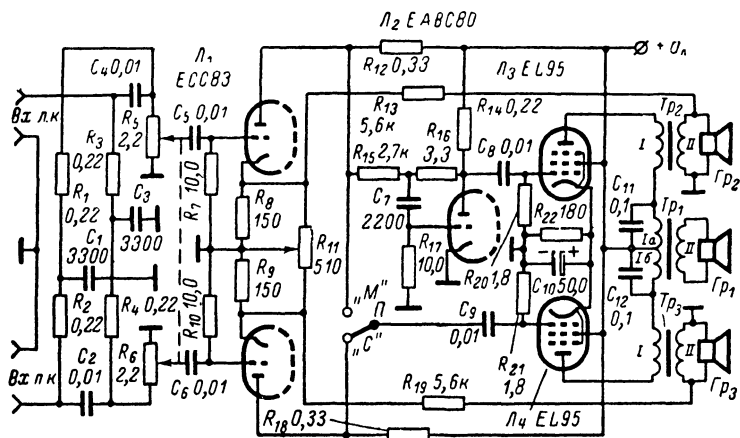 Л₂ EABC80
R₁₂ 0,33
+ Uₐ
C₄ 0,01
Л₁
ECC83
Л₃ EL95
Вх л.к
R₅
2,2
C₅ 0,01
R₁₃
5,6к
R₁₄ 0,22
Тр₂
I
II
R₃
0,22
10,0
R₁₅ 2,7к
R₁₆
3,3
C₈ 0,01
Гр₂
R₁
0,22
C₃
3300
R₇
R₈
150
C₇
2200
R₂₂ 180
C₁₁
0,1
Тр₁
Iа
Iб
II
C₁
3300
R₁₁
510
R₁₇
10,0
R₂₀ 1,8
− +
C₁₀ 50,0
Гр₁
R₂
0,22
R₄ 0,22
10,0
R₁₀
R₉
150
„М"
П
„С"
C₉
0,01
C₁₂
0,1
Тр₃
I
II
Вх п.к
C₂
0,01
R₆
2,2
C₆ 0,01
R₁₉ 5,6к
R₂₁
1,8
Гр₃
R₁₈ 0,33
Л₄ EL95